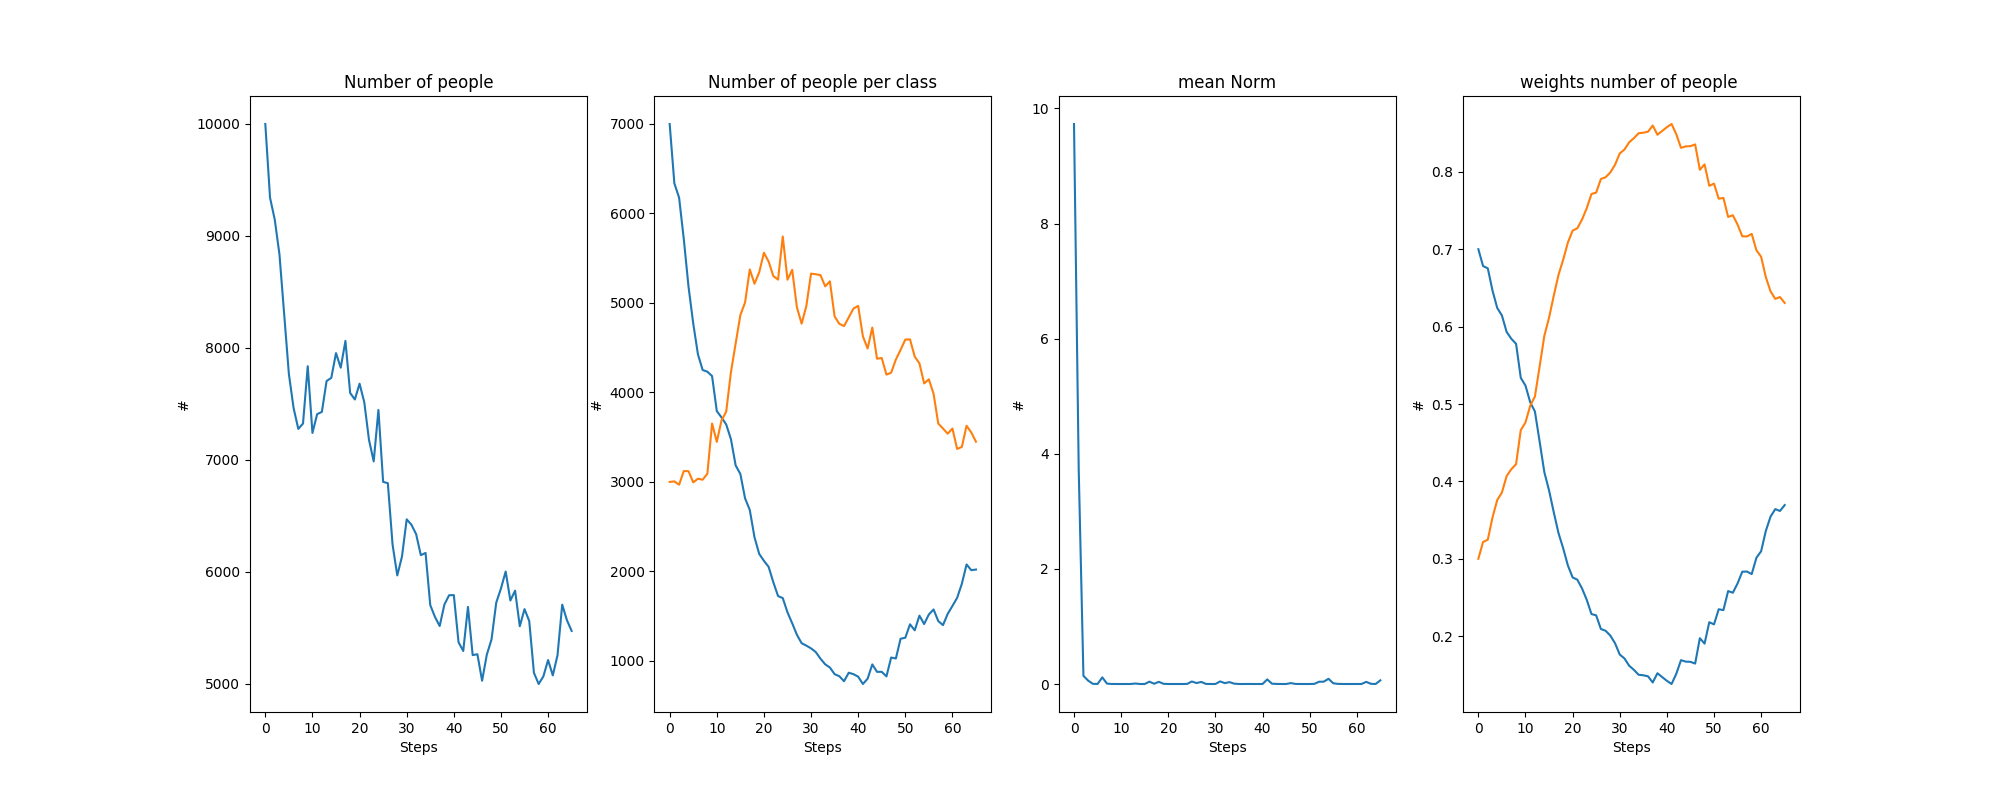 Number of people
10000
9000
8000
7000
6000
5000
#
0 10 20 30 40 50 60
Steps
Number of people per class
7000
6000
5000
4000
3000
2000
1000
#
0 10 20 30 40 50 60
Steps
mean Norm
10
8
6
4
2
0
#
0 10 20 30 40 50 60
Steps
weights number of people
0.8
0.7
0.6
0.5
0.4
0.3
0.2
#
0 10 20 30 40 50 60
Steps